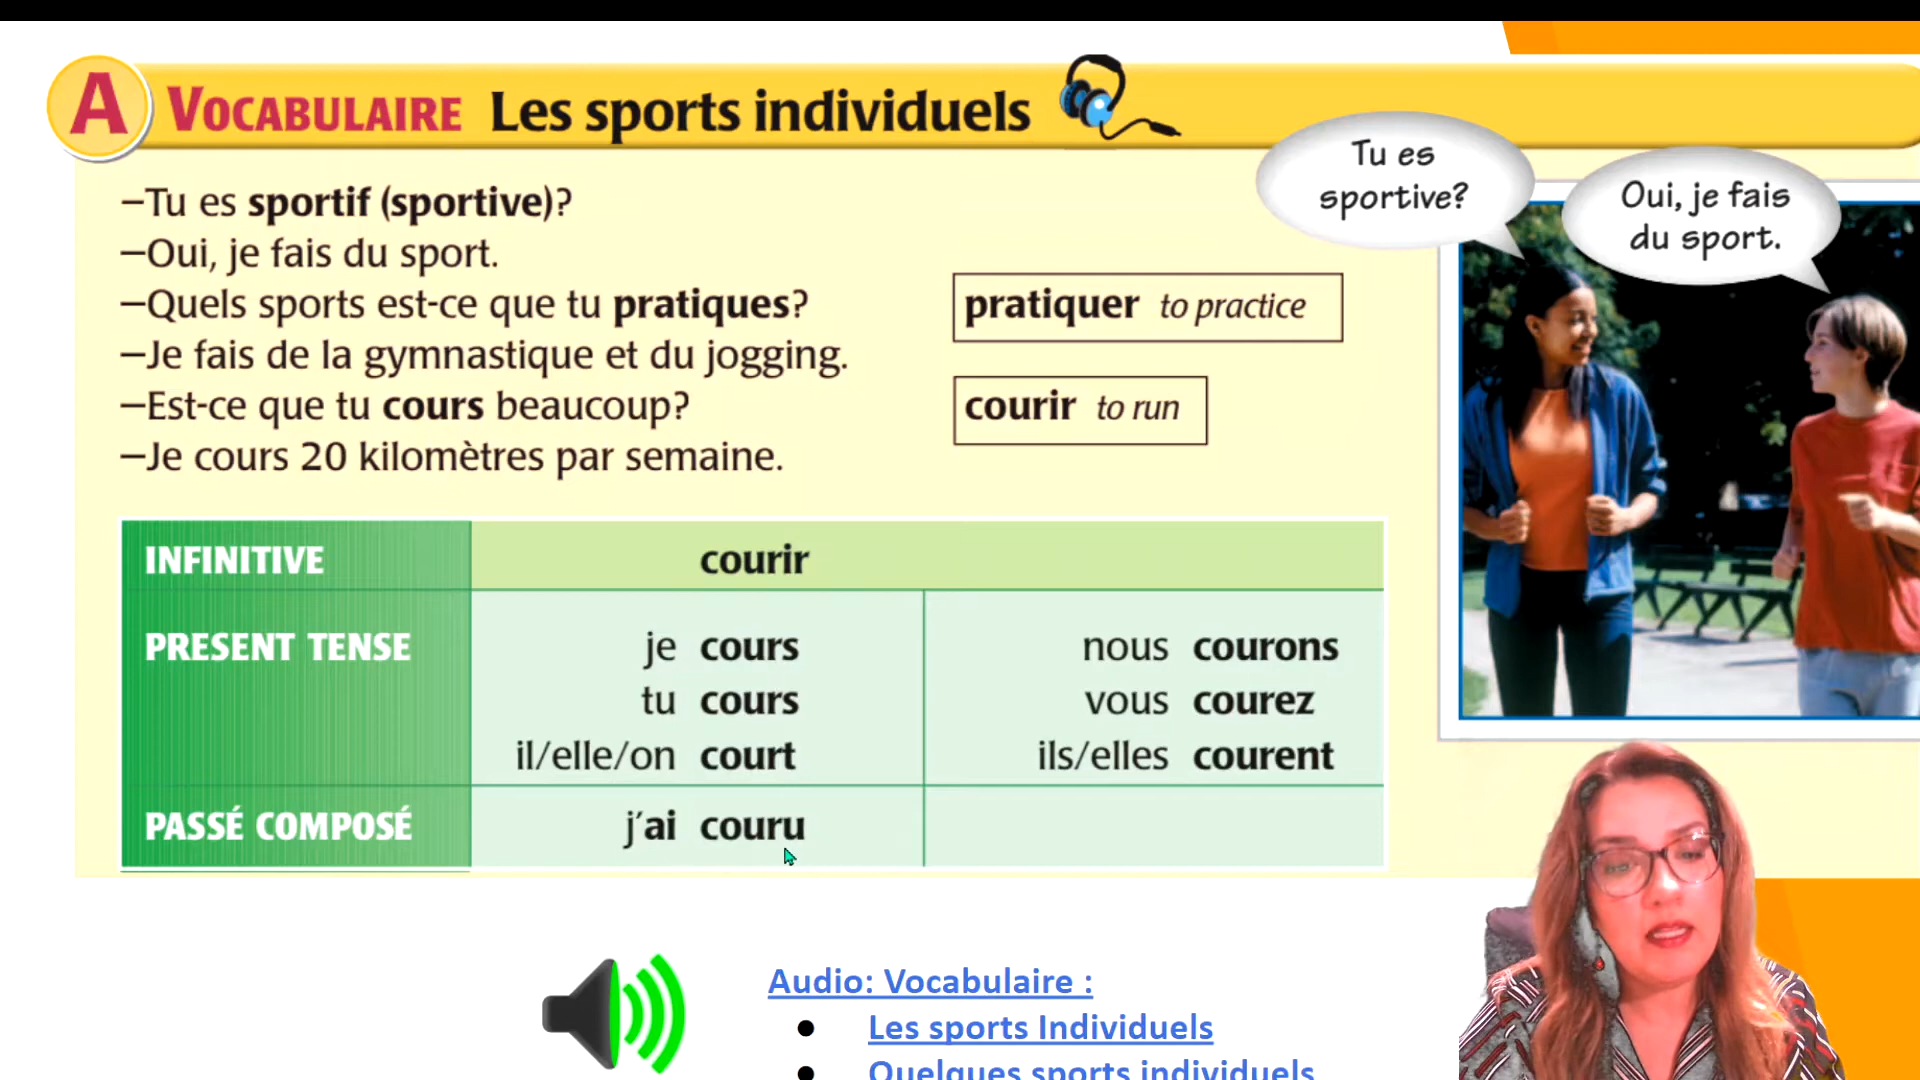 A VOCABULAIRE Les sports individuels
–Tu es sportif (sportive)?
–Oui, je fais du sport.
–Quels sports est-ce que tu pratiques?
–Je fais de la gymnastique et du jogging.
–Est-ce que tu cours beaucoup?
–Je cours 20 kilomètres par semaine.
pratiquer to practice
courir to run
Tu es
sportive?
Oui, je fais
du sport.
INFINITIVE courir
PRESENT TENSE je cours nous courons
tu cours vous courez
il/elle/on court ils/elles courent
PASSÉ COMPOSÉ j'ai couru
Audio: Vocabulaire :
● Les sports Individuels
● Quelques sports individuels